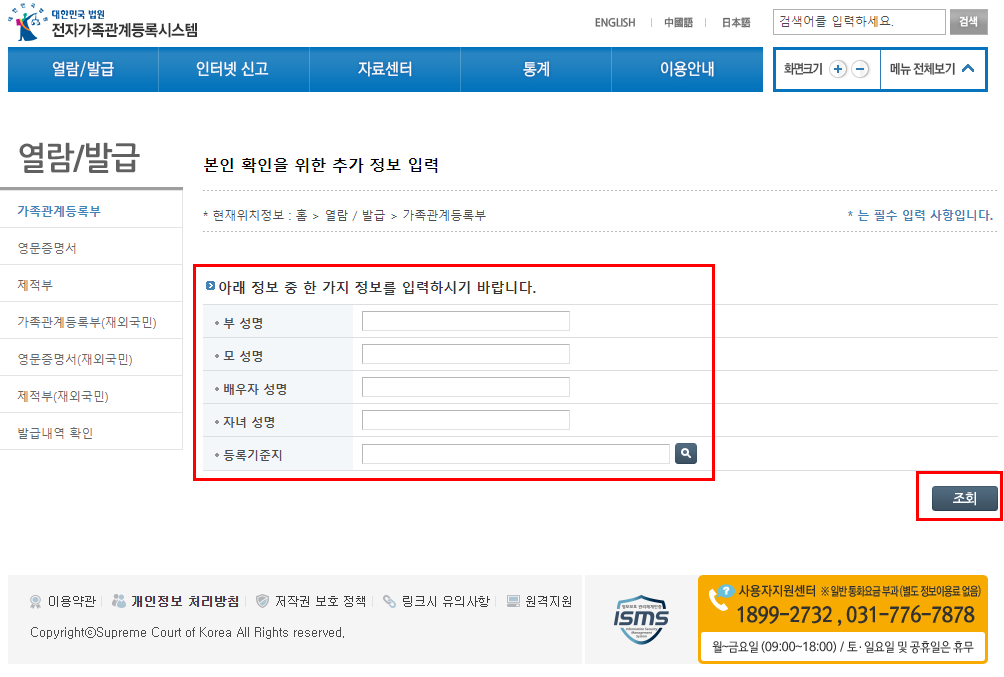 대한민국 법원
전자가족관계등록시스템
ENGLISH
中國語
日本語
검색어를 입력하세요.
검색
열람/발급
인터넷 신고
자료센터
통계
이용안내
화면크기
메뉴 전체보기
열람/발급
가족관계등록부
영문증명서
제적부
가족관계등록부(재외국민)
영문증명서(재외국민)
제적부(재외국민)
발급내역 확인
본인 확인을 위한 추가 정보 입력
* 현재위치정보 : 홈 > 열람 / 발급 > 가족관계등록부
* 는 필수 입력 사항입니다.
아래 정보 중 한 가지 정보를 입력하시기 바랍니다.
부 성명
모 성명
배우자 성명
자녀 성명
등록기준지
조회
이용약관
개인정보 처리방침
저작권 보호 정책
링크시 유의사항
원격지원
CopyrightⓒSupreme Court of Korea All Rights reserved.
ISMS
Information Security
Management
System
사용자지원센터 ※ 일반 통화요금 부과(별도 정보이용료 없음)
1899-2732 , 031-776-7878
월~금요일 (09:00~18:00) / 토· 일요일 및 공휴일은 휴무